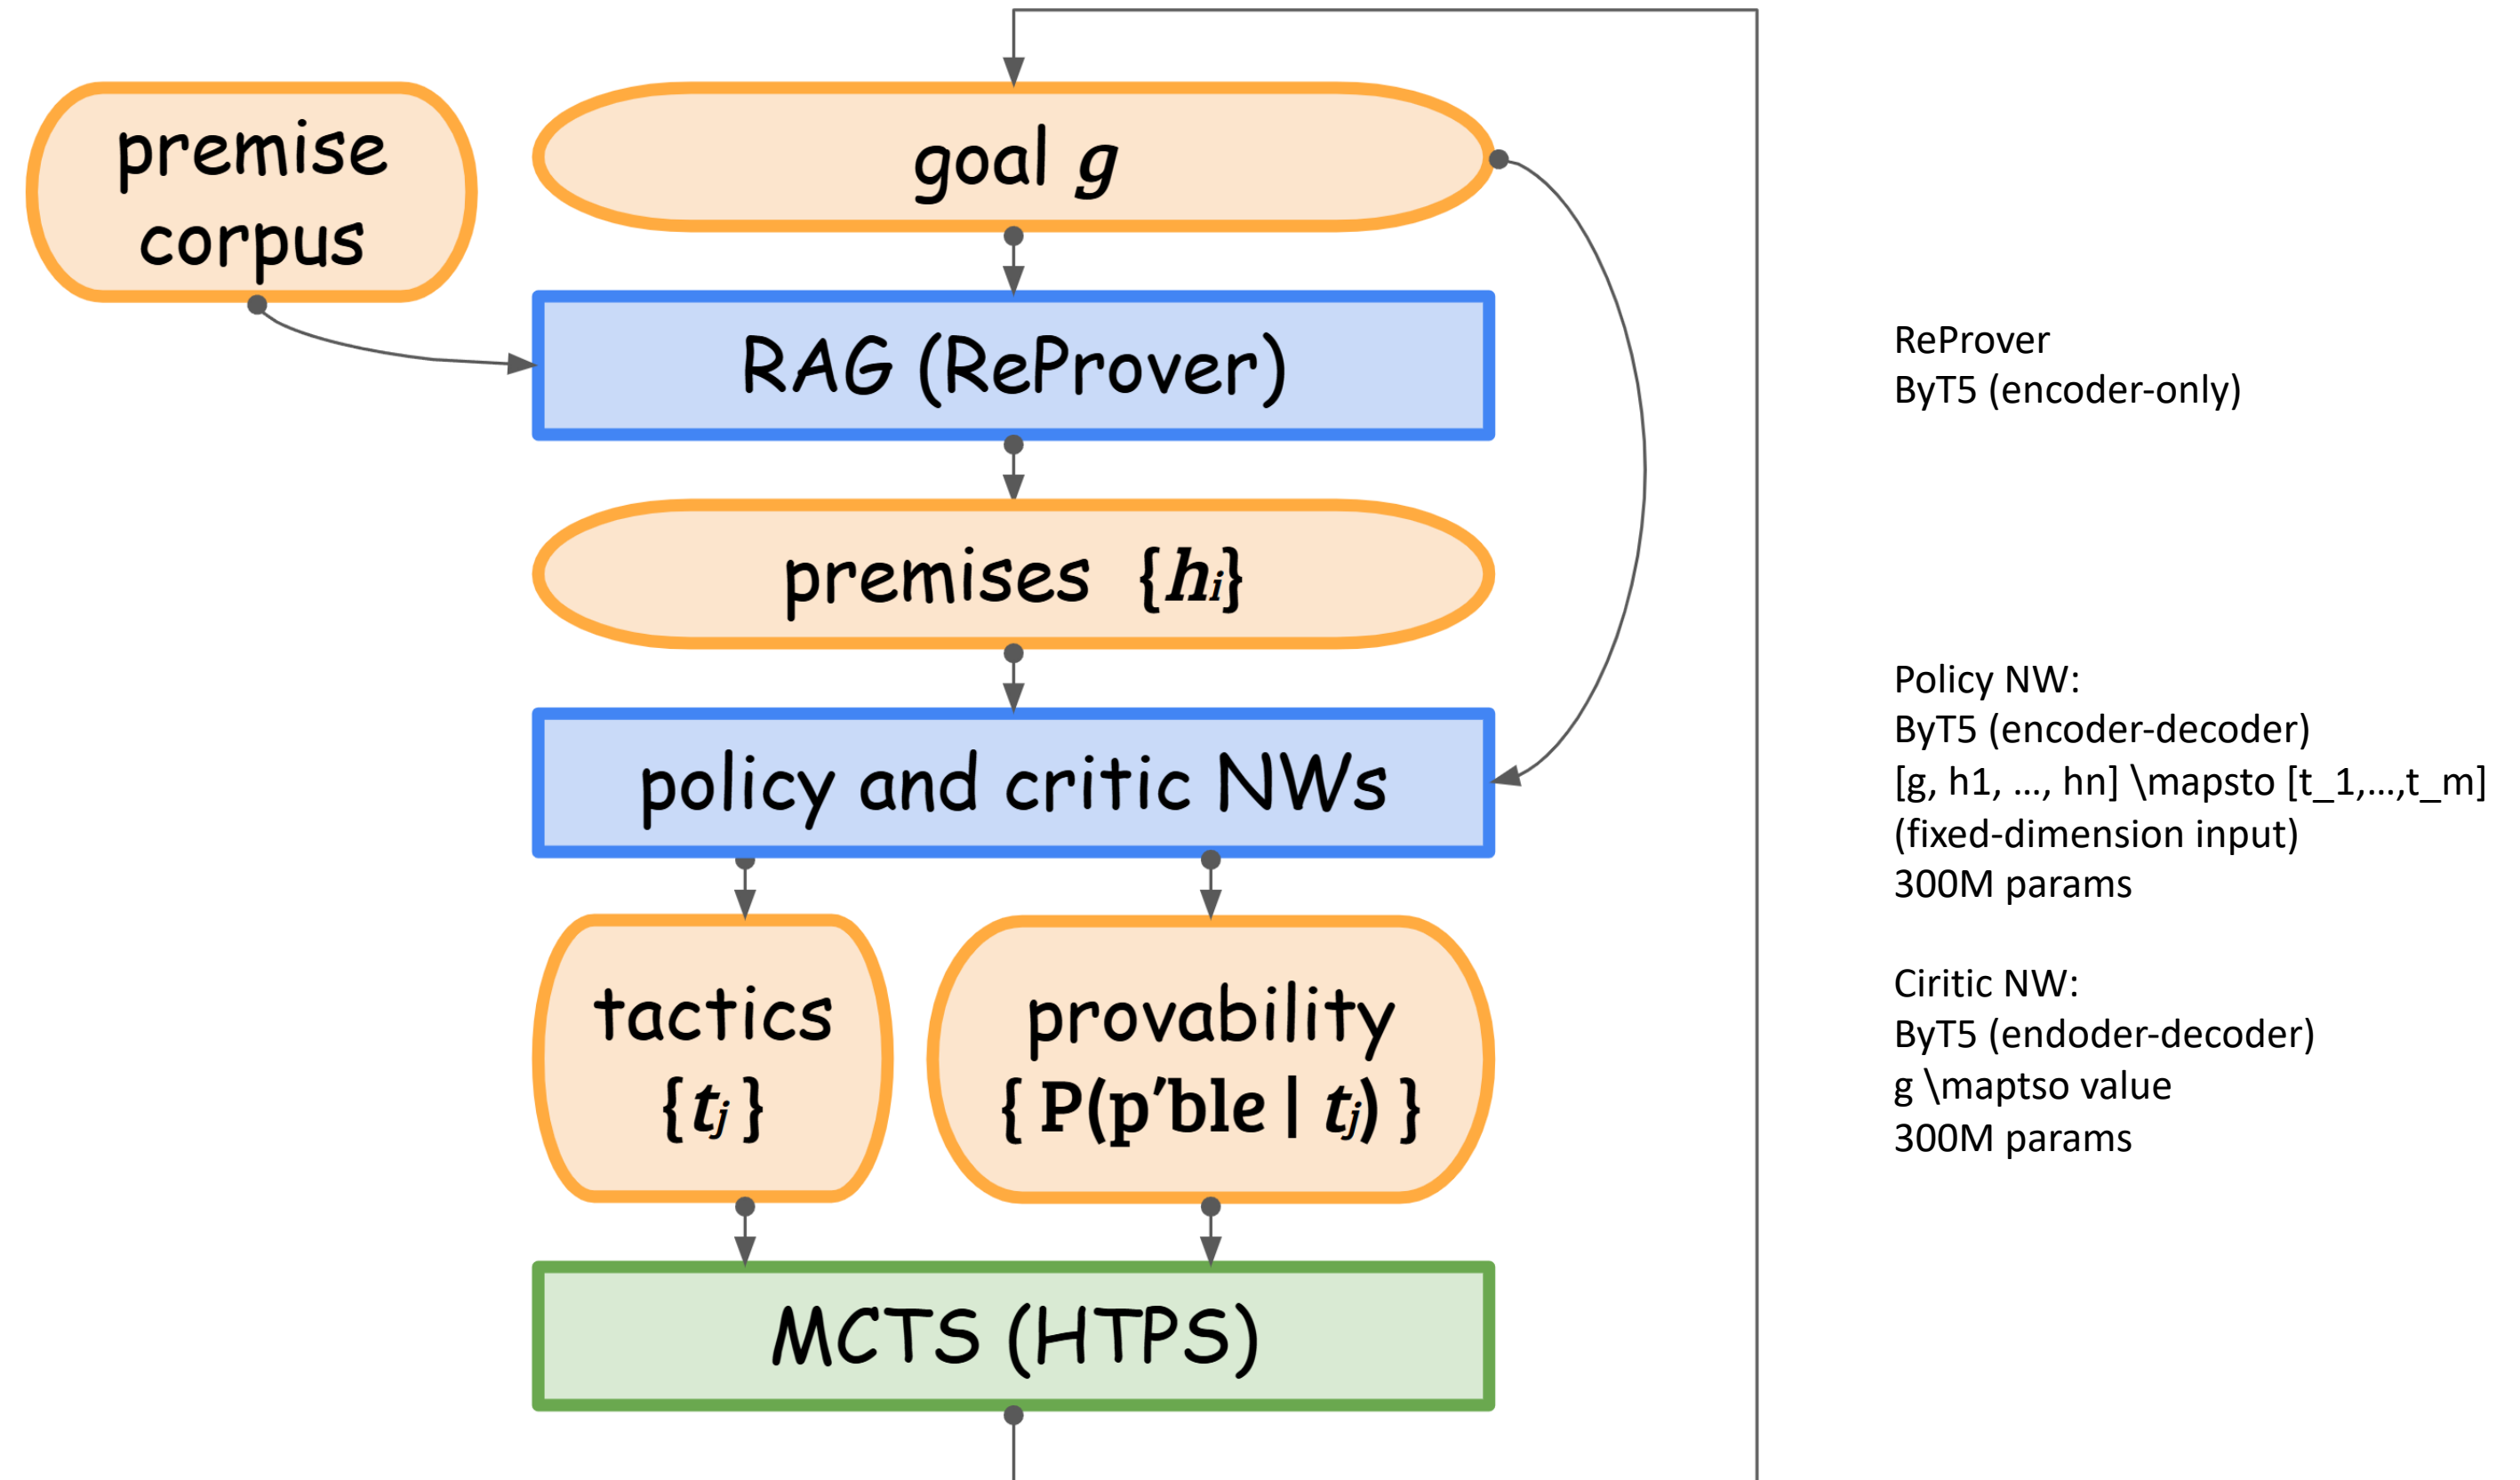 premise
corpus
goal g
RAG (ReProver)
premises {hi}
policy and critic NWs
tactics
{tj }
provability
{ P(p′ble | tj) }
MCTS (HTPS)
ReProver
ByT5 (encoder-only)
Policy NW:
ByT5 (encoder-decoder)
[g, h1, …, hn] \mapsto [t_1,…,t_m]
(fixed-dimension input)
300M params
Ciritic NW:
ByT5 (endoder-decoder)
g \maptso value
300M params